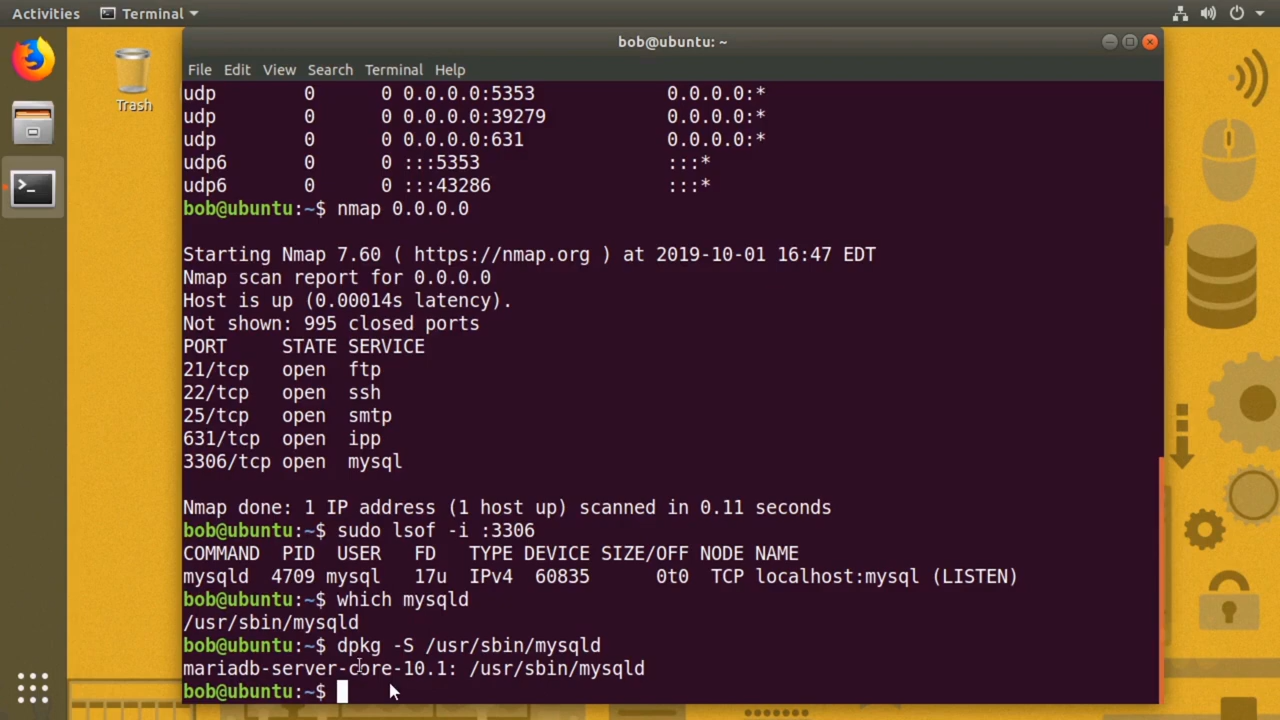 Activities Terminal
bob@ubuntu: ~
File Edit View Search Terminal Help
Trash
udp 0 0 0.0.0.0:5353 0.0.0.0:*
udp 0 0 0.0.0.0:39279 0.0.0.0:*
udp 0 0 0.0.0.0:631 0.0.0.0:*
udp6 0 0 :::5353 :::*
udp6 0 0 :::43286 :::*
bob@ubuntu:~$ nmap 0.0.0.0
Starting Nmap 7.60 ( https://nmap.org ) at 2019-10-01 16:47 EDT
Nmap scan report for 0.0.0.0
Host is up (0.00014s latency).
Not shown: 995 closed ports
PORT STATE SERVICE
21/tcp open ftp
22/tcp open ssh
25/tcp open smtp
631/tcp open ipp
3306/tcp open mysql
Nmap done: 1 IP address (1 host up) scanned in 0.11 seconds
bob@ubuntu:~$ sudo lsof -i :3306
COMMAND PID USER FD TYPE DEVICE SIZE/OFF NODE NAME
mysqld 4709 mysql 17u IPv4 60835 0t0 TCP localhost:mysql (LISTEN)
bob@ubuntu:~$ which mysqld
/usr/sbin/mysqld
bob@ubuntu:~$ dpkg -S /usr/sbin/mysqld
mariadb-server-core-10.1: /usr/sbin/mysqld
bob@ubuntu:~$